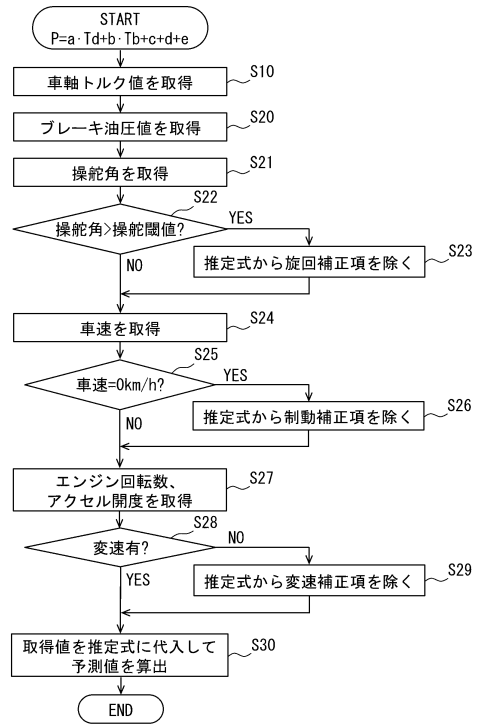 START
P=a·Td+b·Tb+c+d+e
車軸トルク値を取得
S10
ブレーキ油圧値を取得
S20
操舵角を取得
S21
操舵角>操舵閾値?
S22
YES
NO
推定式から旋回補正項を除く
S23
車速を取得
S24
車速=0km/h?
S25
YES
NO
推定式から制動補正項を除く
S26
エンジン回転数、
アクセル開度を取得
S27
変速有?
S28
NO
YES
推定式から変速補正項を除く
S29
取得値を推定式に代入して
予測値を算出
S30
END